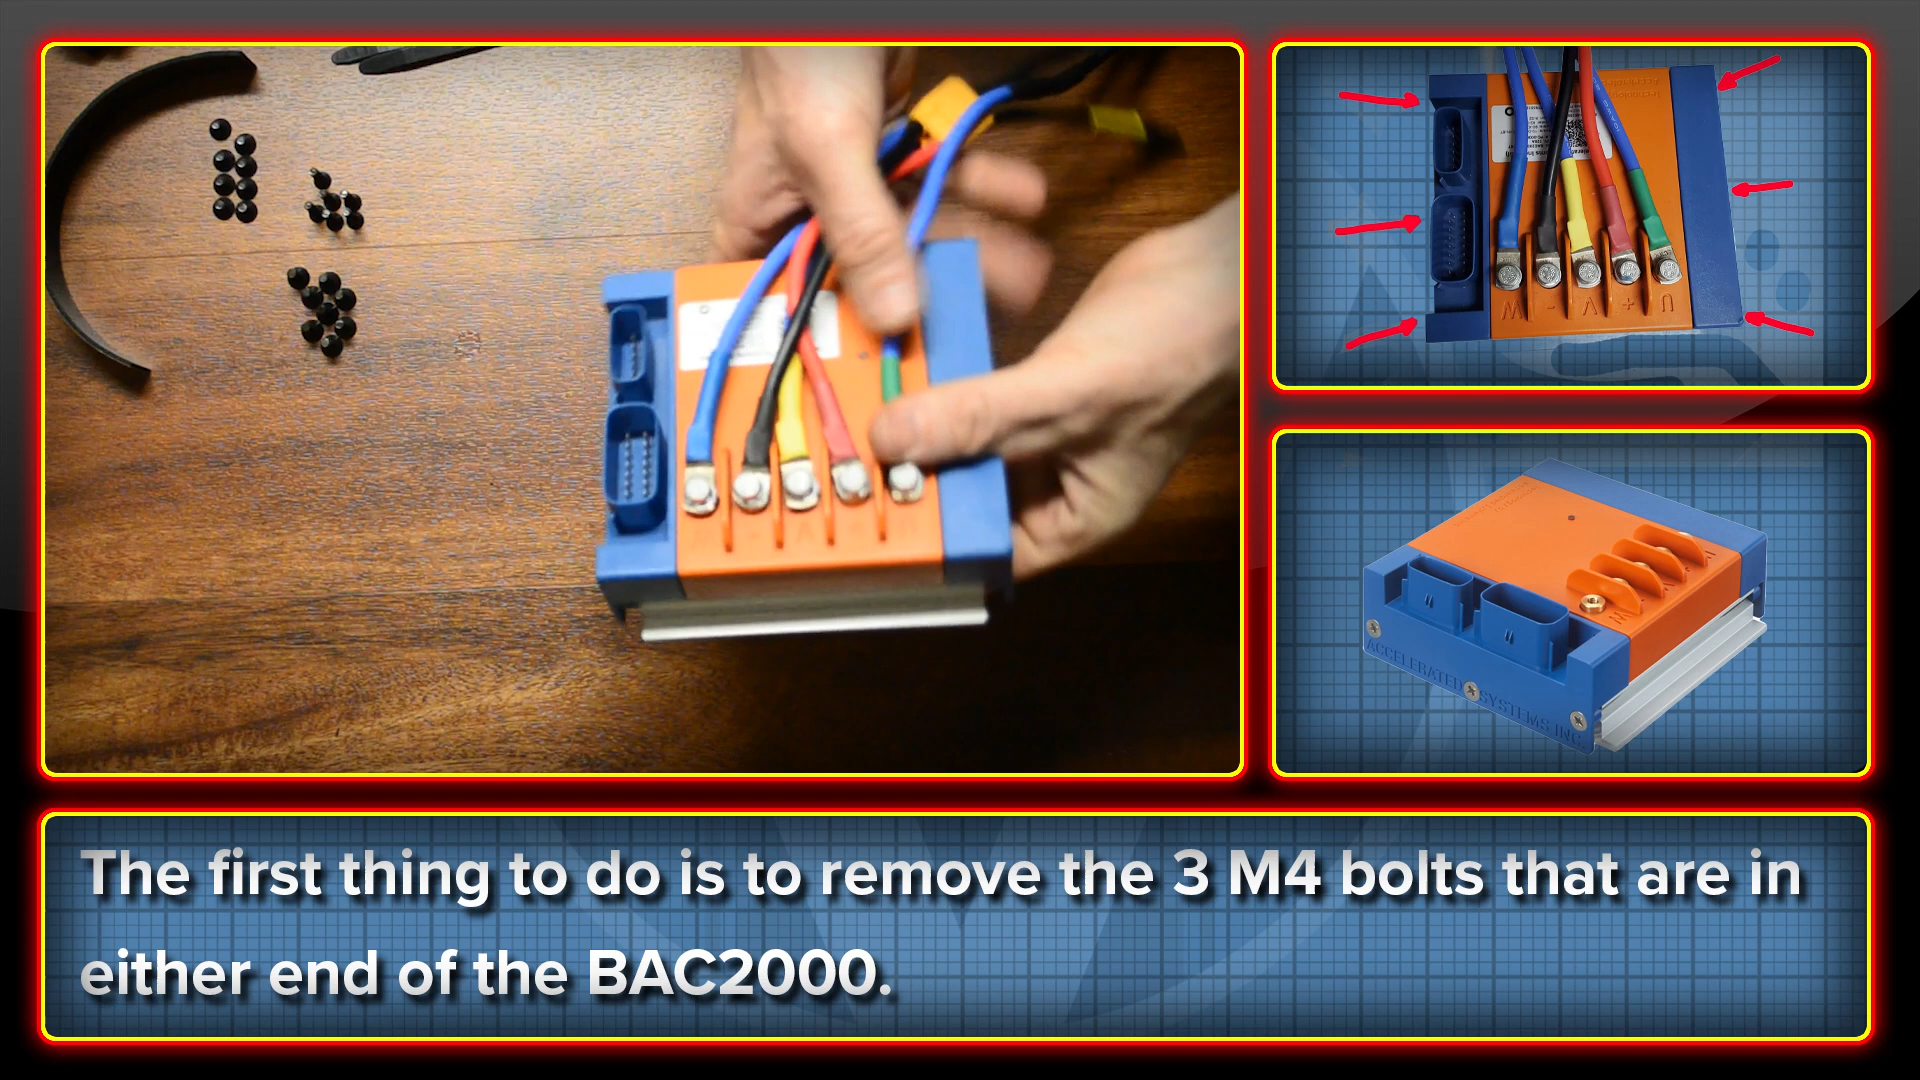 W - V + U
ACCELERATED SYSTEMS INC.
The first thing to do is to remove the 3 M4 bolts that are in
either end of the BAC2000.